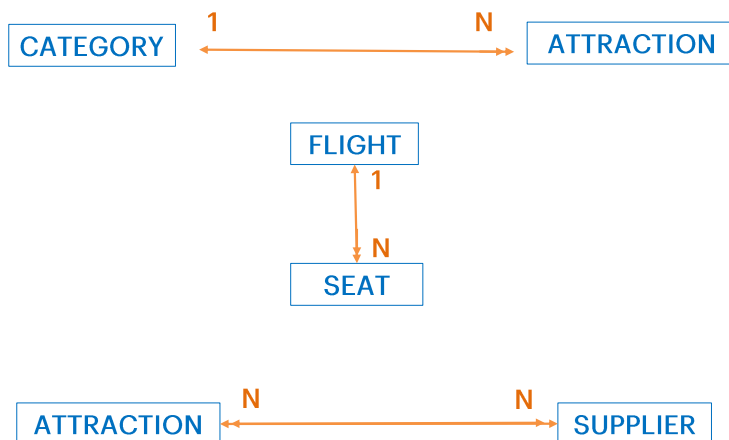 1 N
CATEGORY ATTRACTION
FLIGHT
1
N
SEAT
N N
ATTRACTION SUPPLIER